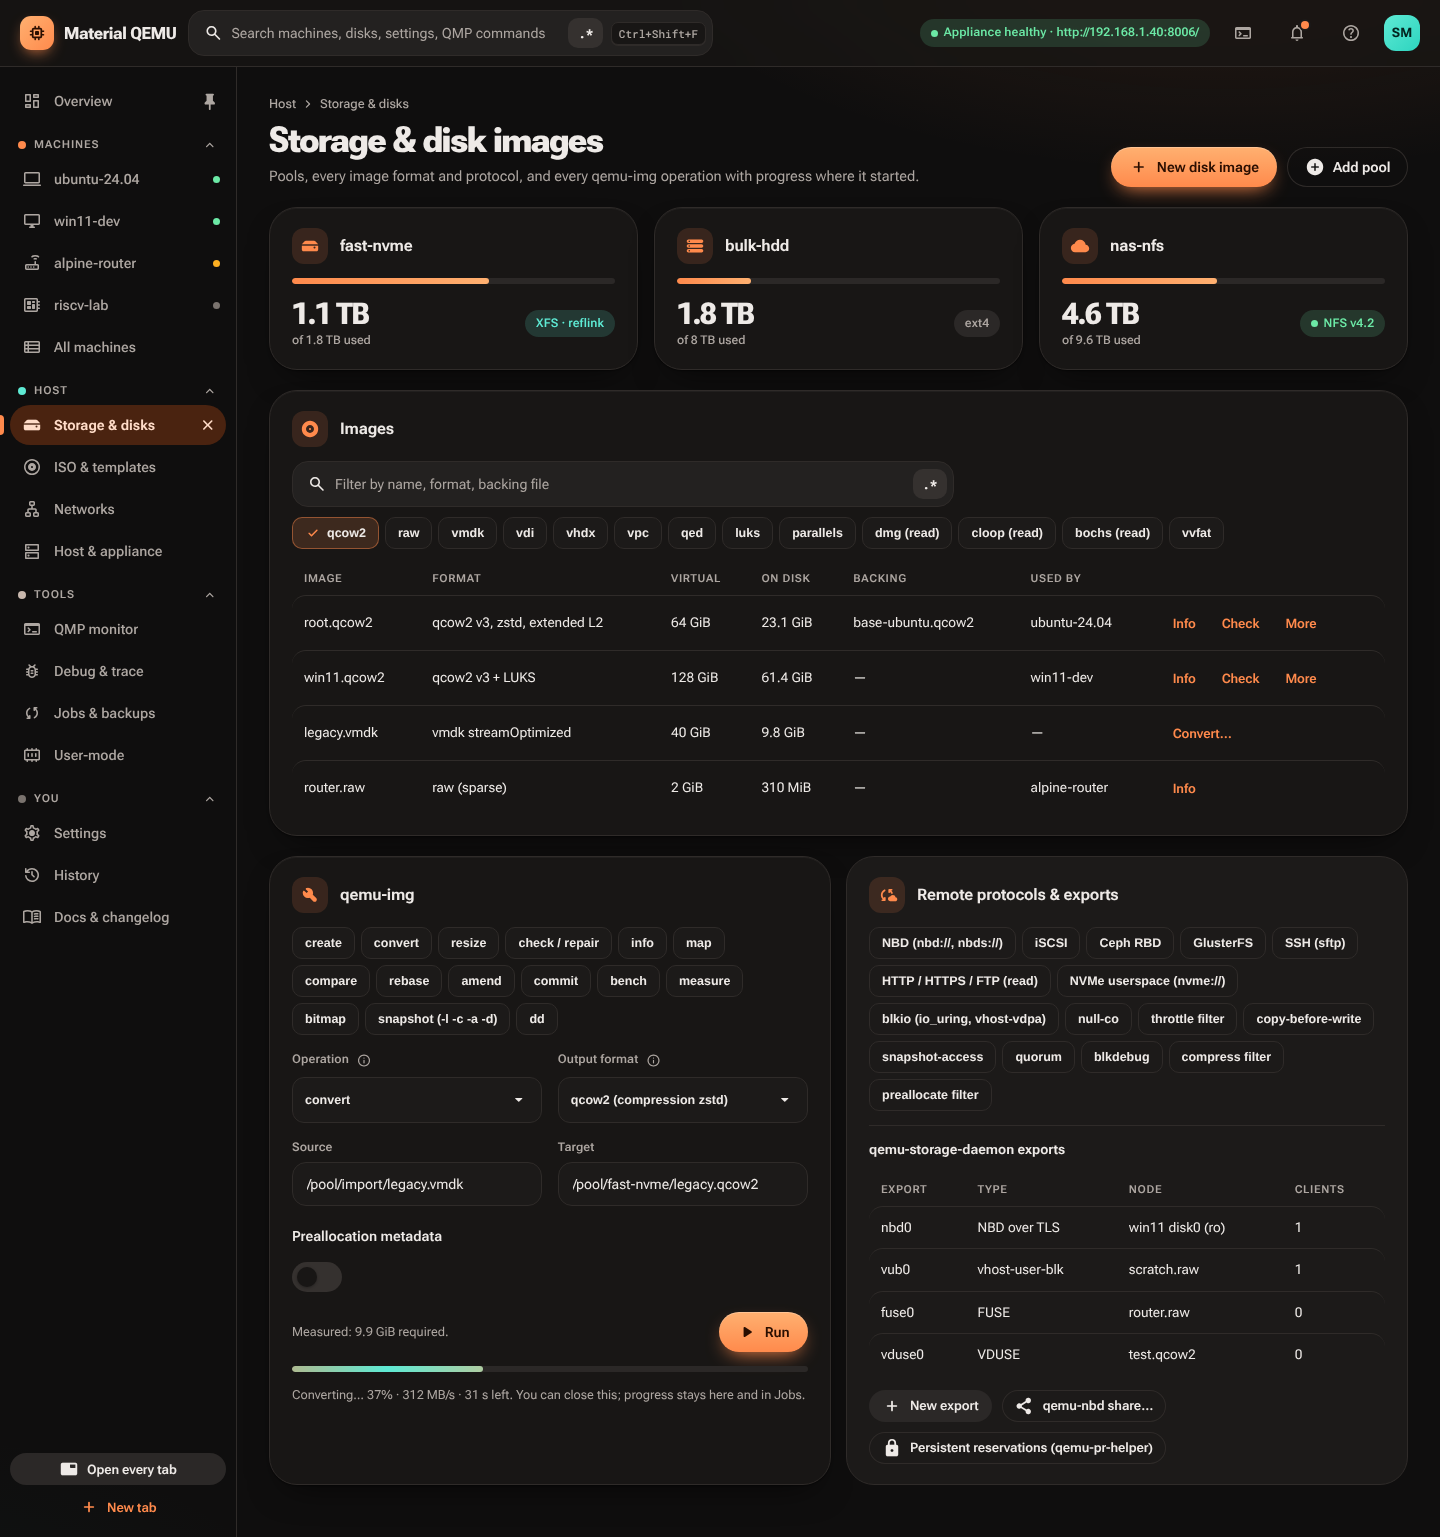 Material QEMU
Search machines, disks, settings, QMP commands
.*
Ctrl+Shift+F
Appliance healthy · http://192.168.1.40:8006/
SM
Overview
MACHINES
ubuntu-24.04
win11-dev
alpine-router
riscv-lab
All machines
HOST
Storage & disks
ISO & templates
Networks
Host & appliance
TOOLS
QMP monitor
Debug & trace
Jobs & backups
User-mode
YOU
Settings
History
Docs & changelog
Open every tab
New tab
Host > Storage & disks
Storage & disk images
Pools, every image format and protocol, and every qemu-img operation with progress where it started.
New disk image
Add pool
fast-nvme
1.1 TB
of 1.8 TB used
XFS · reflink
bulk-hdd
1.8 TB
of 8 TB used
ext4
nas-nfs
4.6 TB
of 9.6 TB used
NFS v4.2
Images
Filter by name, format, backing file
.*
qcow2 raw vmdk vdi vhdx vpc qed luks parallels dmg (read) cloop (read) bochs (read) vvfat
IMAGE FORMAT VIRTUAL ON DISK BACKING USED BY
root.qcow2 qcow2 v3, zstd, extended L2 64 GiB 23.1 GiB base-ubuntu.qcow2 ubuntu-24.04 Info Check More
win11.qcow2 qcow2 v3 + LUKS 128 GiB 61.4 GiB — win11-dev Info Check More
legacy.vmdk vmdk streamOptimized 40 GiB 9.8 GiB — — Convert...
router.raw raw (sparse) 2 GiB 310 MiB — alpine-router Info
qemu-img
create convert resize check / repair info map
compare rebase amend commit bench measure
bitmap snapshot (-l -c -a -d) dd
Operation
convert
Output format
qcow2 (compression zstd)
Source
/pool/import/legacy.vmdk
Target
/pool/fast-nvme/legacy.qcow2
Preallocation metadata
Measured: 9.9 GiB required.
Run
Converting... 37% · 312 MB/s · 31 s left. You can close this; progress stays here and in Jobs.
Remote protocols & exports
NBD (nbd://, nbds://) iSCSI Ceph RBD GlusterFS SSH (sftp)
HTTP / HTTPS / FTP (read) NVMe userspace (nvme://)
blkio (io_uring, vhost-vdpa) null-co throttle filter copy-before-write
snapshot-access quorum blkdebug compress filter
preallocate filter
qemu-storage-daemon exports
EXPORT TYPE NODE CLIENTS
nbd0 NBD over TLS win11 disk0 (ro) 1
vub0 vhost-user-blk scratch.raw 1
fuse0 FUSE router.raw 0
vduse0 VDUSE test.qcow2 0
New export
qemu-nbd share...
Persistent reservations (qemu-pr-helper)